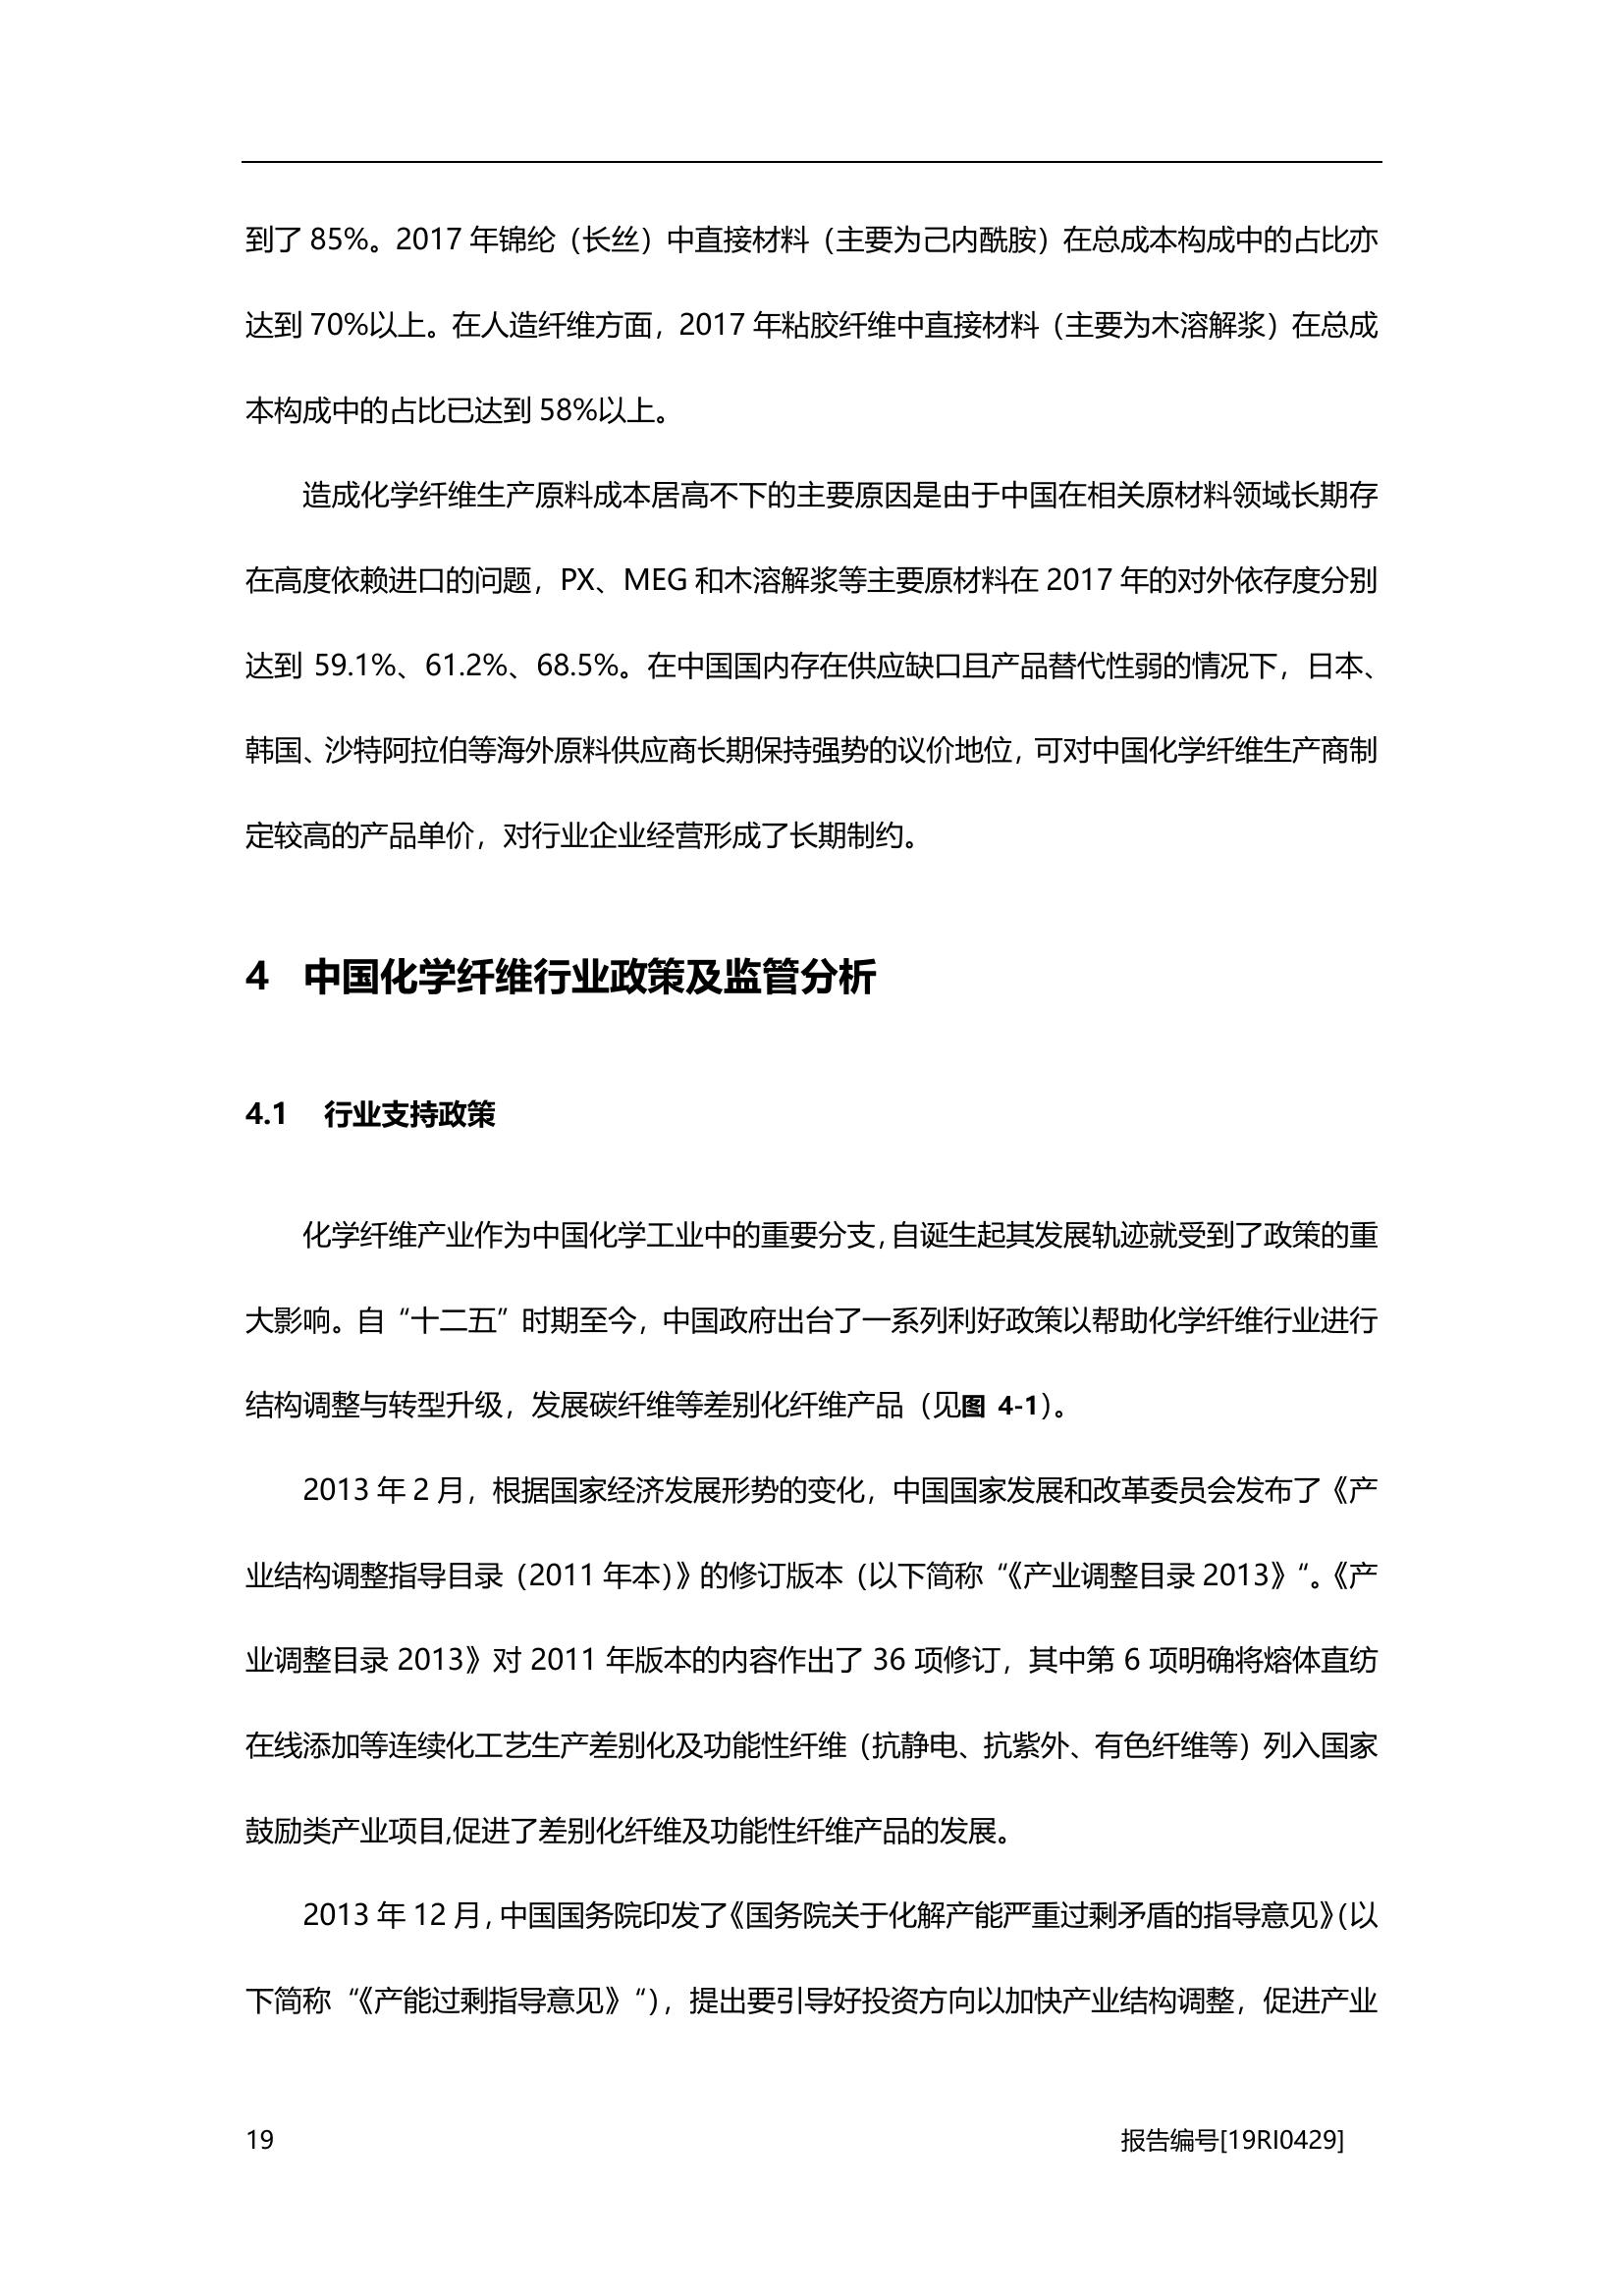 到了 85%。2017 年锦纶（长丝）中直接材料（主要为己内酰胺）在总成本构成中的占比亦
达到 70%以上。在人造纤维方面，2017 年粘胶纤维中直接材料（主要为木溶解浆）在总成
本构成中的占比已达到 58%以上。
造成化学纤维生产原料成本居高不下的主要原因是由于中国在相关原材料领域长期存
在高度依赖进口的问题，PX、MEG 和木溶解浆等主要原材料在 2017 年的对外依存度分别
达到 59.1%、61.2%、68.5%。在中国国内存在供应缺口且产品替代性弱的情况下，日本、
韩国、沙特阿拉伯等海外原料供应商长期保持强势的议价地位，可对中国化学纤维生产商制
定较高的产品单价，对行业企业经营形成了长期制约。
4 中国化学纤维行业政策及监管分析
4.1 行业支持政策
化学纤维产业作为中国化学工业中的重要分支，自诞生起其发展轨迹就受到了政策的重
大影响。自“十二五”时期至今，中国政府出台了一系列利好政策以帮助化学纤维行业进行
结构调整与转型升级，发展碳纤维等差别化纤维产品（见图 4-1）。
2013 年 2 月，根据国家经济发展形势的变化，中国国家发展和改革委员会发布了《产
业结构调整指导目录（2011 年本）》的修订版本（以下简称“《产业调整目录 2013》“。《产
业调整目录 2013》对 2011 年版本的内容作出了 36 项修订，其中第 6 项明确将熔体直纺
在线添加等连续化工艺生产差别化及功能性纤维（抗静电、抗紫外、有色纤维等）列入国家
鼓励类产业项目,促进了差别化纤维及功能性纤维产品的发展。
2013 年 12 月，中国国务院印发了《国务院关于化解产能严重过剩矛盾的指导意见》（以
下简称“《产能过剩指导意见》“），提出要引导好投资方向以加快产业结构调整，促进产业
19 报告编号[19RI0429]